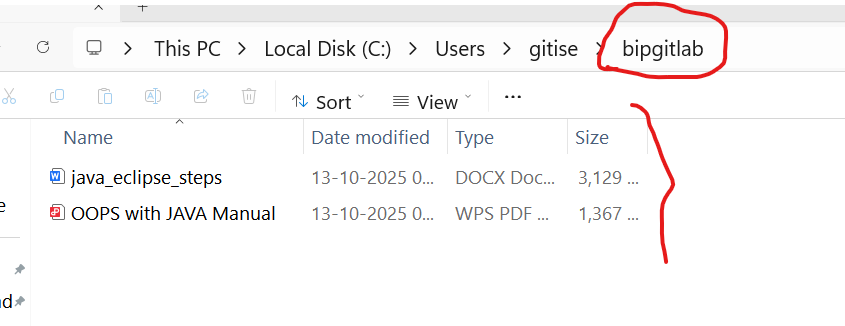 This PC > Local Disk (C:) > Users > gitise > bipgitlab
Sort View ...
Name Date modified Type Size
java_eclipse_steps 13-10-2025 0... DOCX Doc... 3,129 ...
OOPS with JAVA Manual 13-10-2025 0... WPS PDF ... 1,367 ...